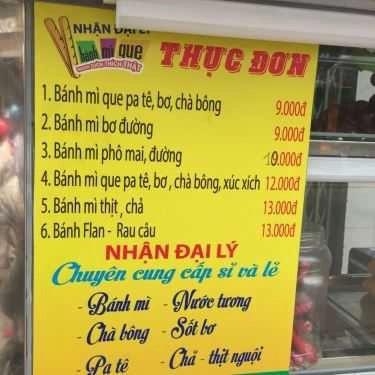 NHẬN ĐẠI LÝ
bánh mì que
THỰC ĐƠN
1. Bánh mì que pa tê, bơ, chà bông 9.000đ
2. Bánh mì bơ đường 9.000đ
3. Bánh mì phô mai, đường 10.000đ
4. Bánh mì que pa tê, bơ , chà bông, xúc xích 12.000đ
5. Bánh mì thịt , chả 13.000đ
6. Bánh Flan - Rau câu 13.000đ
NHẬN ĐẠI LÝ
Chuyên cung cấp sỉ và lẻ
- Bánh mì - Nước tương
- Chà bông - Sốt bơ
- Pa tê - Chả - thịt nguội